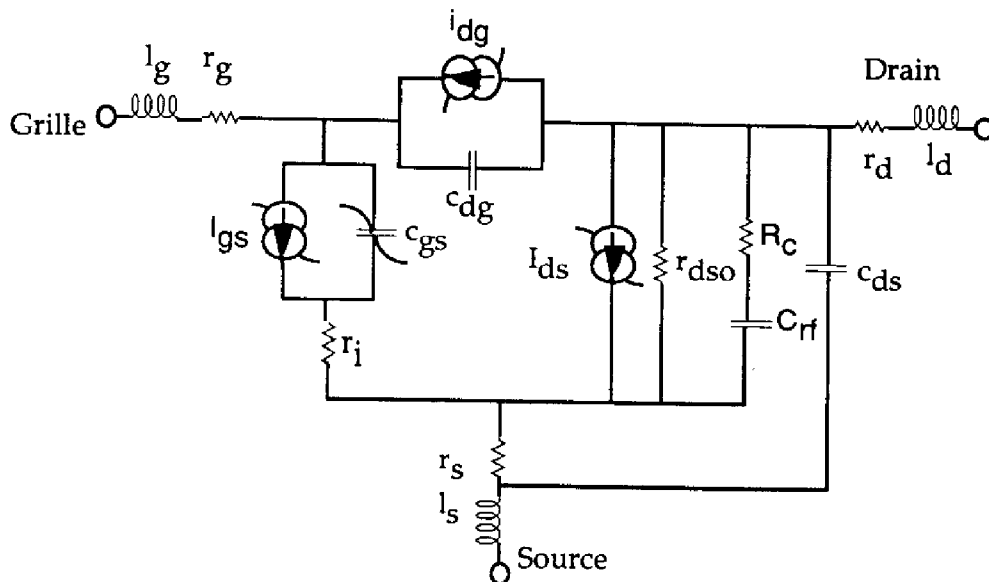 i_dg
l_g
r_g
Drain
Grille
r_d
l_d
c_dg
I_gs
c_gs
I_ds
r_dso
R_c
c_ds
C_rf
r_i
r_s
l_s
Source